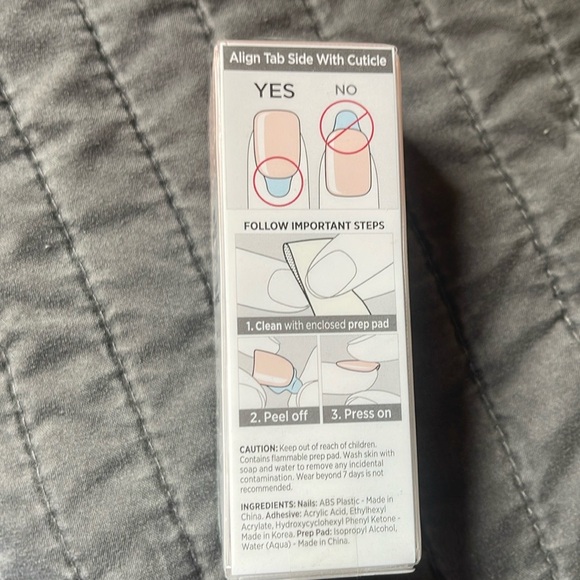 Align Tab Side With Cuticle
YES
NO
FOLLOW IMPORTANT STEPS
1. Clean with enclosed prep pad
2. Peel off
3. Press on
CAUTION: Keep out of reach of children.
Contains flammable prep pad. Wash skin with
soap and water to remove any incidental
contamination. Wear beyond 7 days is not
recommended.
INGREDIENTS: Nails: ABS Plastic - Made in
China. Adhesive: Acrylic Acid, Ethylhexyl
Acrylate, Hydroxycyclohexyl Phenyl Ketone -
Made in Korea. Prep Pad: Isopropyl Alcohol,
Water (Aqua) - Made in China.